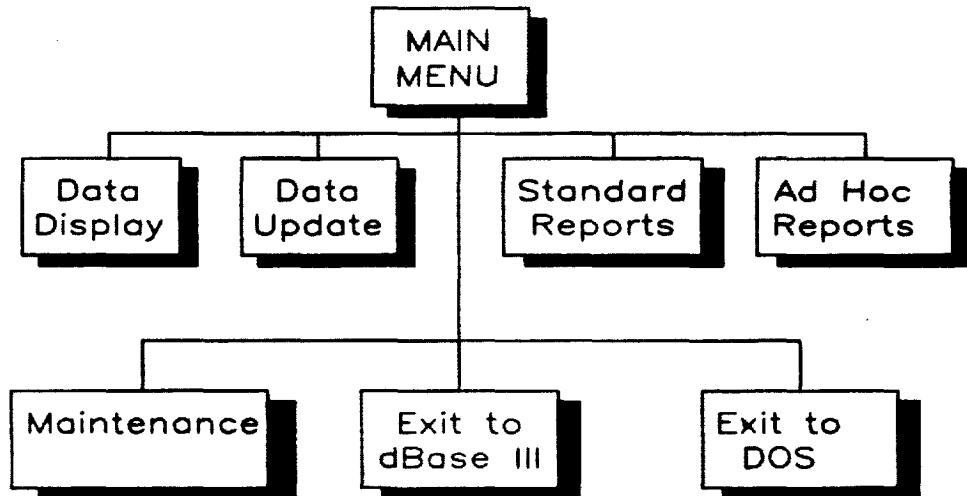 MAIN
MENU
Data
Display
Data
Update
Standard
Reports
Ad Hoc
Reports
Maintenance
Exit to
dBase III
Exit to
DOS